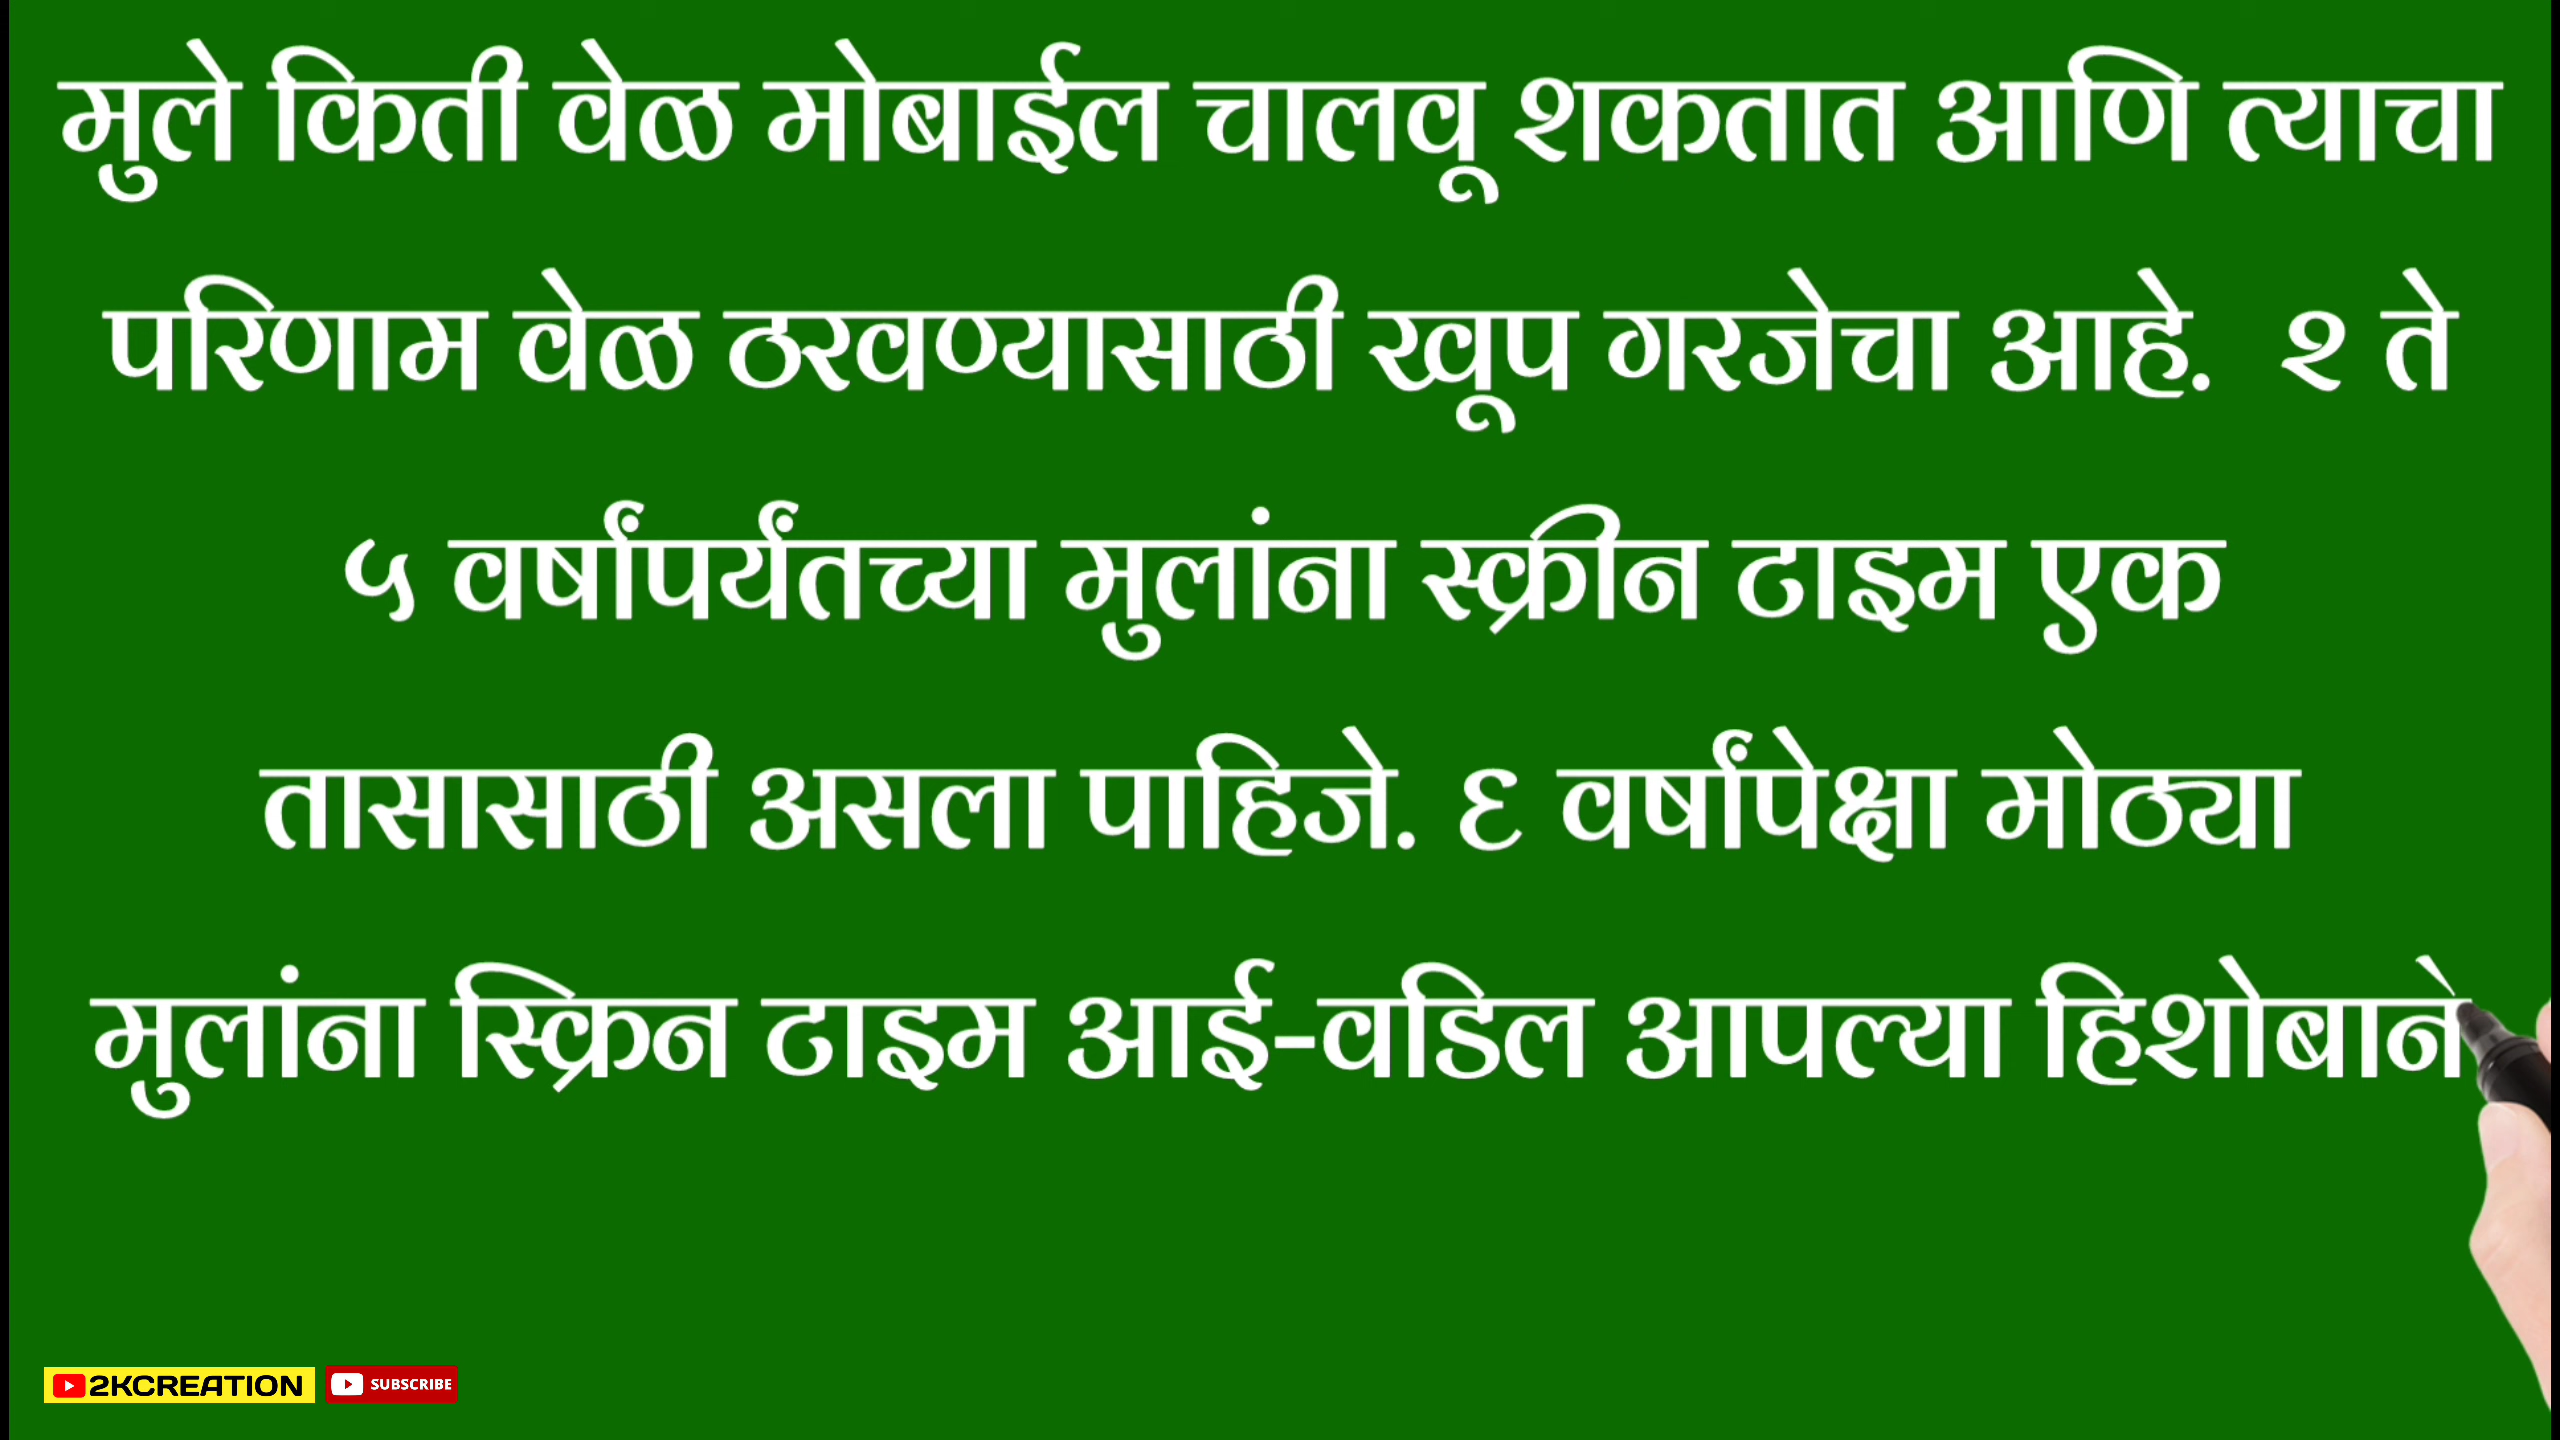 मुले किती वेळ मोबाईल चालवू शकतात आणि त्याचा
परिणाम वेळ ठरवण्यासाठी खूप गरजेचा आहे. २ ते
५ वर्षांपर्यंतच्या मुलांना स्क्रीन टाइम एक
तासासाठी असला पाहिजे. ६ वर्षांपेक्षा मोठ्या
मुलांना स्क्रिन टाइम आई-वडिल आपल्या हिशोबाने
2KCREATION SUBSCRIBE